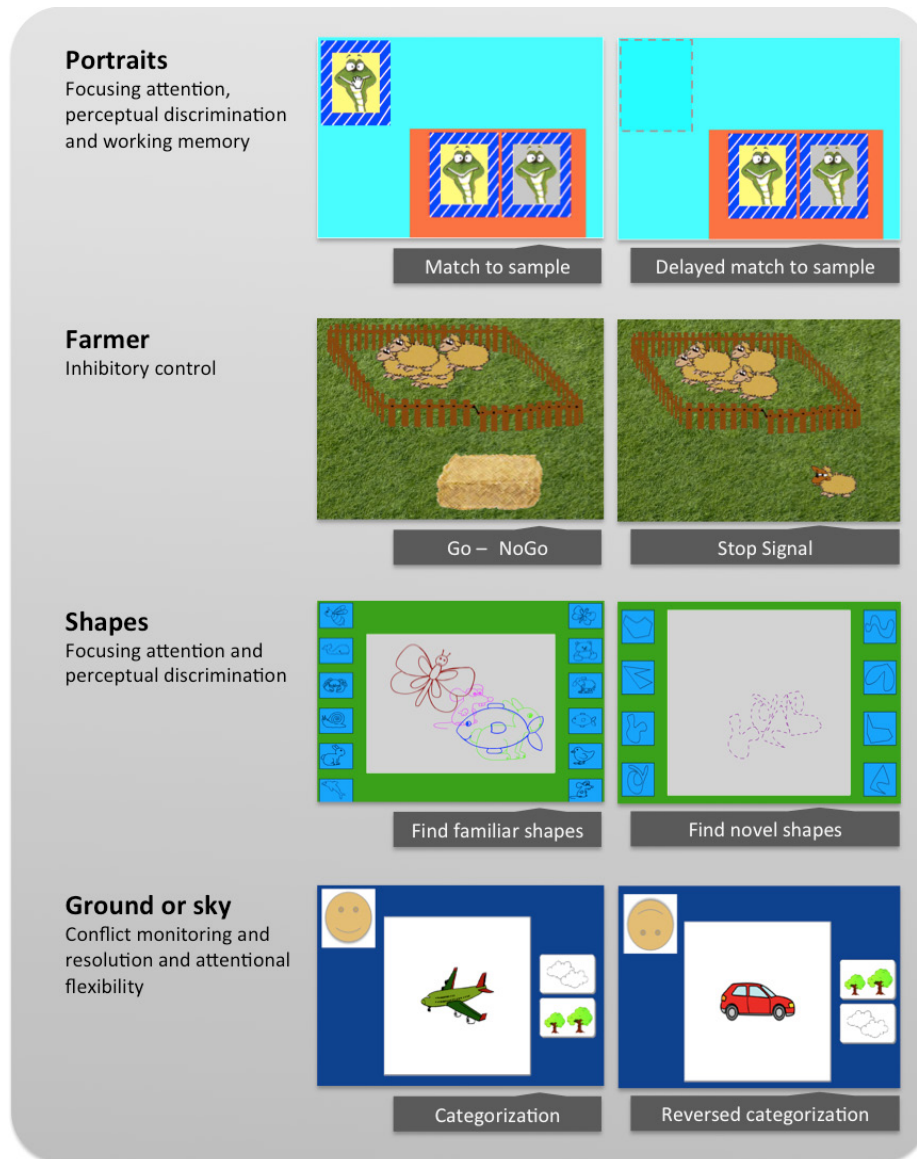 Portraits
Focusing attention,
perceptual discrimination
and working memory
Match to sample
Delayed match to sample
Farmer
Inhibitory control
Go – NoGo
Stop Signal
Shapes
Focusing attention and
perceptual discrimination
Find familiar shapes
Find novel shapes
Ground or sky
Conflict monitoring and
resolution and attentional
flexibility
Categorization
Reversed categorization